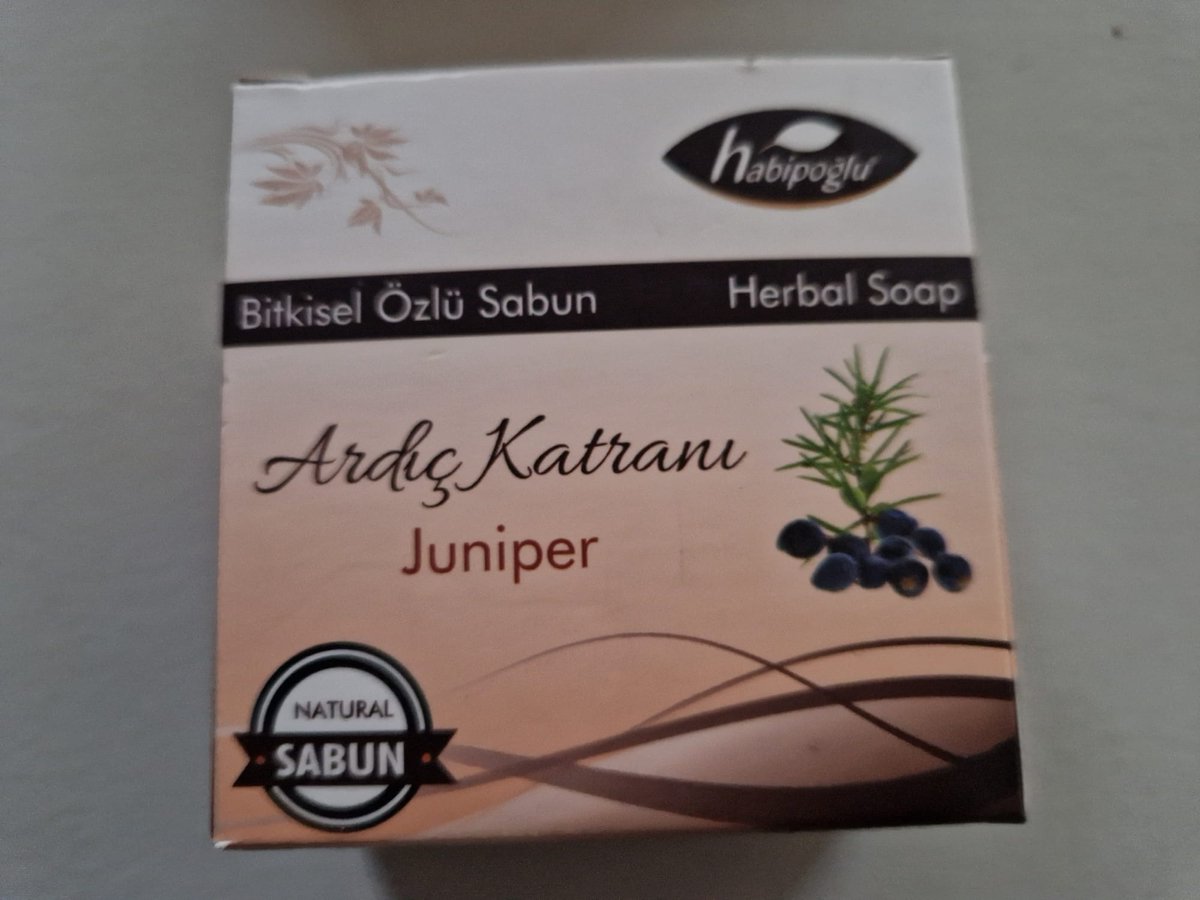 habipoğlu
Bitkisel Özlü Sabun
Herbal Soap
Ardıç Katranı
Juniper
NATURAL
SABUN